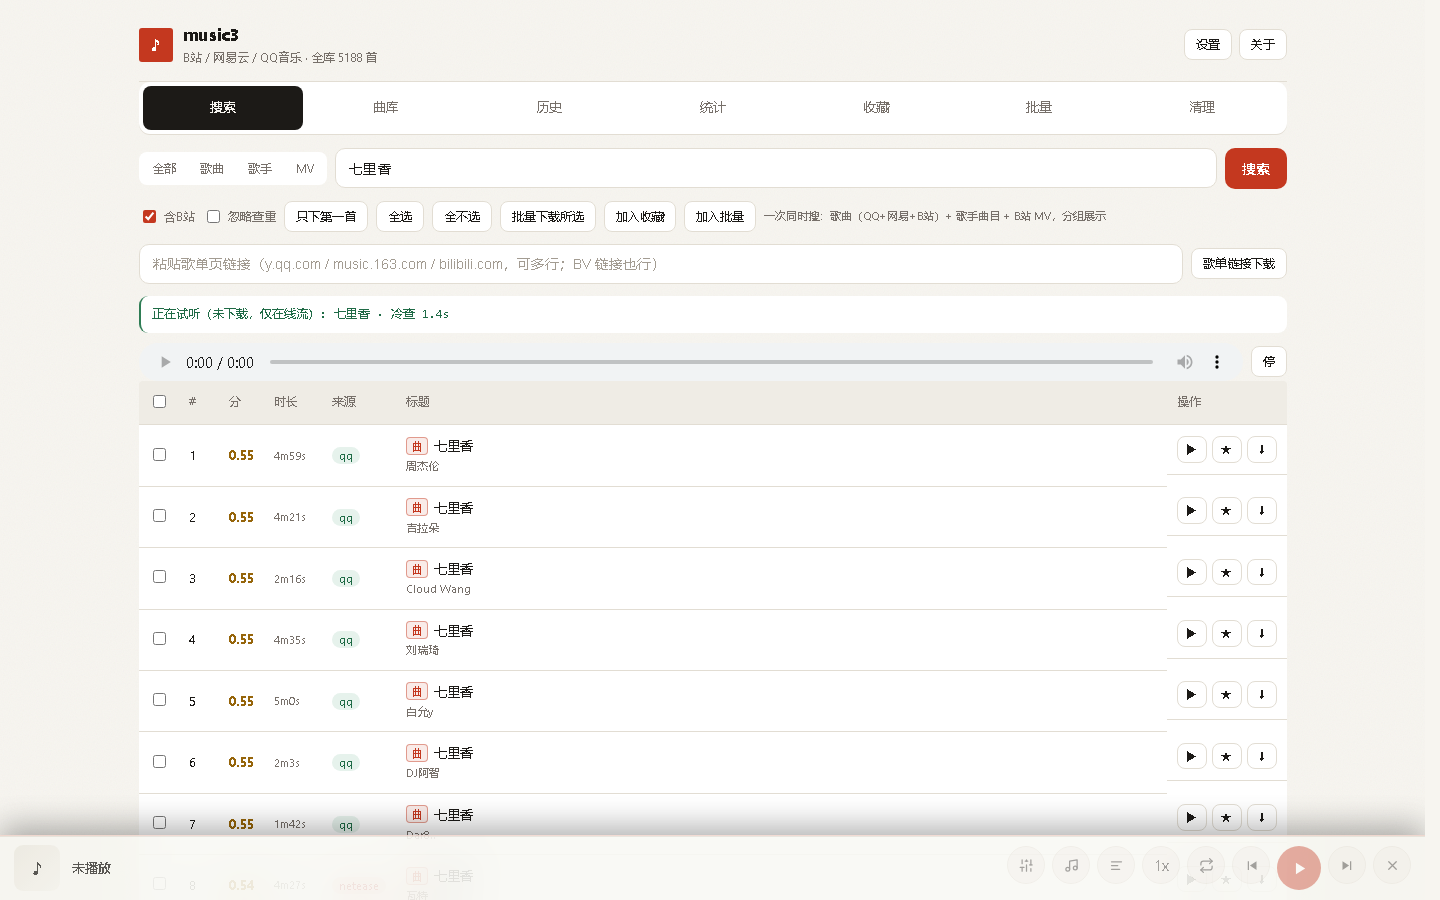 music3
B站 / 网易云 / QQ音乐 · 全库 5188 首
设置 关于
搜索 曲库 历史 统计 收藏 批量 清理
全部 歌曲 歌手 MV 七里香 搜索
含B站 忽略查重 只下第一首 全选 全不选 批量下载所选 加入收藏 加入批量 一次同时搜：歌曲（QQ+网易+B站）+ 歌手曲目 + B站 MV，分组展示
粘贴歌单页链接（y.qq.com / music.163.com / bilibili.com，可多行；BV 链接也行） 歌单链接下载
正在试听（未下载，仅在线流）：七里香 · 冷查 1.4s
0:00 / 0:00 停
# 分 时长 来源 标题 操作
1 0.55 4m59s qq 曲 七里香
周杰伦
2 0.55 4m21s qq 曲 七里香
吉拉朵
3 0.55 2m16s qq 曲 七里香
Cloud Wang
4 0.55 4m35s qq 曲 七里香
刘瑞琦
5 0.55 5m0s qq 曲 七里香
白允y
6 0.55 2m3s qq 曲 七里香
DJ阿智
7 0.55 1m42s qq 曲 七里香
未播放 1x
8 0.54 4m27s netease 曲 七里香